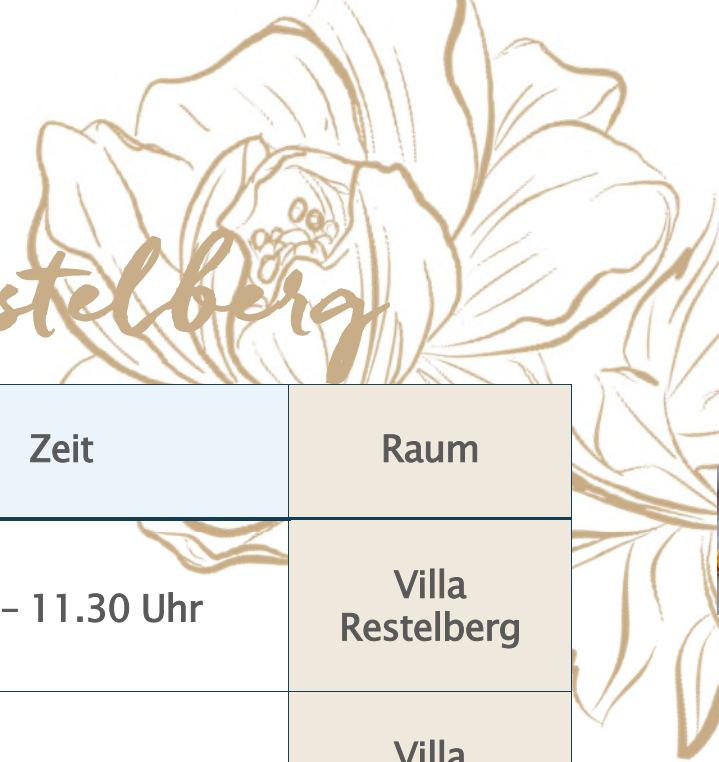 stelberg
Zeit
Raum
– 11.30 Uhr
Villa
Restelberg
Villa